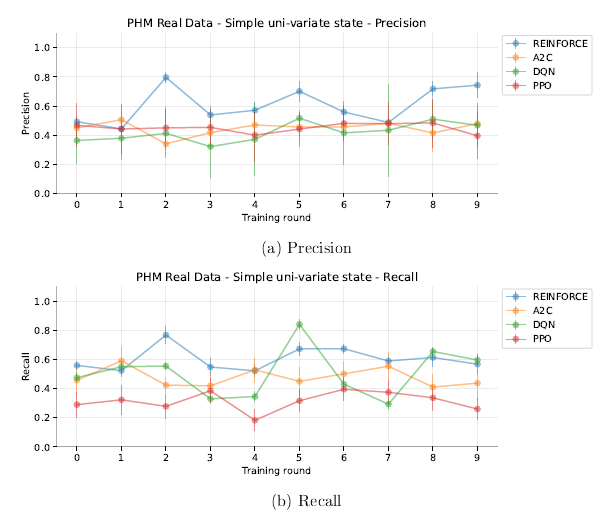 PHM Real Data - Simple uni-variate state - Precision
1.0
0.8
0.6
0.4
0.2
0.0
Precision
0 1 2 3 4 5 6 7 8 9
Training round
REINFORCE
A2C
DQN
PPO
(a) Precision
PHM Real Data - Simple uni-variate state - Recall
1.0
0.8
0.6
0.4
0.2
0.0
Recall
0 1 2 3 4 5 6 7 8 9
Training round
REINFORCE
A2C
DQN
PPO
(b) Recall